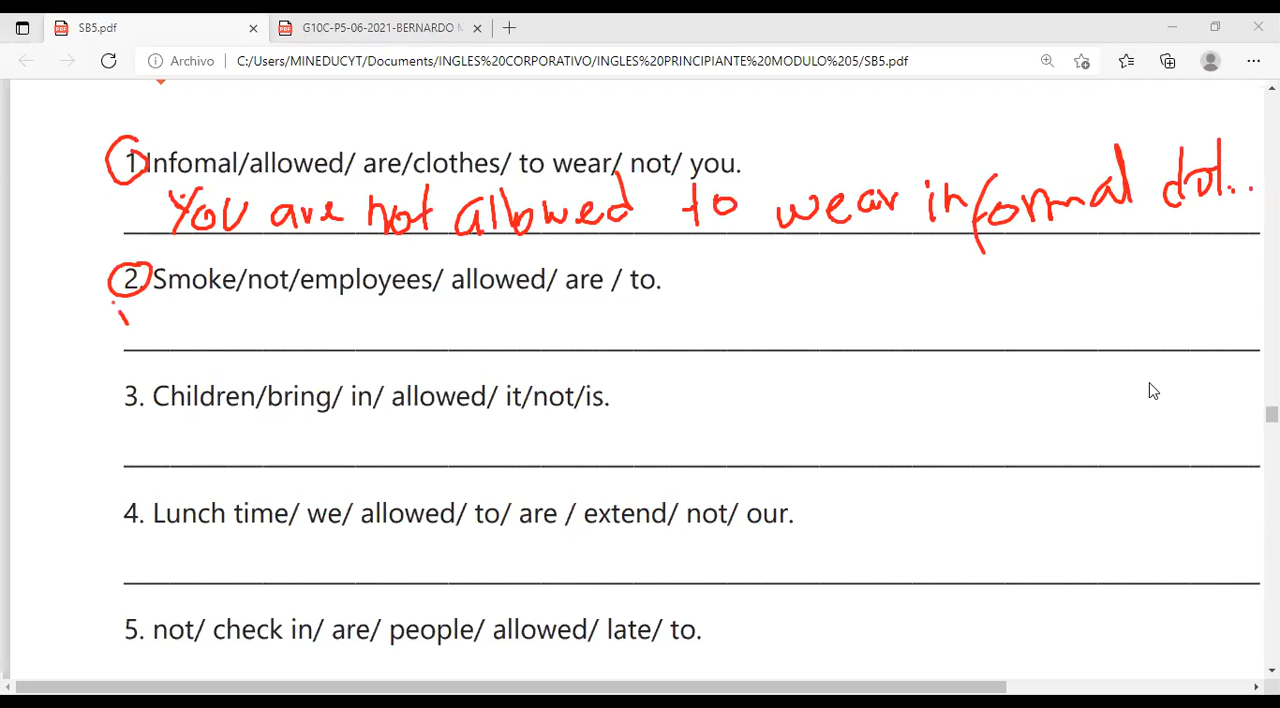 SB5.pdf
G10C-P5-06-2021-BERNARDO M
Archivo C:/Users/MINEDUCYT/Documents/INGLES%20CORPORATIVO/INGLES%20PRINCIPIANTE%20MODULO%205/SB5.pdf
1.Infomal/allowed/ are/clothes/ to wear/ not/ you.
You are not allowed to wear informal
2. Smoke/not/employees/ allowed/ are / to.
3. Children/bring/ in/ allowed/ it/not/is.
4. Lunch time/ we/ allowed/ to/ are / extend/ not/ our.
5. not/ check in/ are/ people/ allowed/ late/ to.